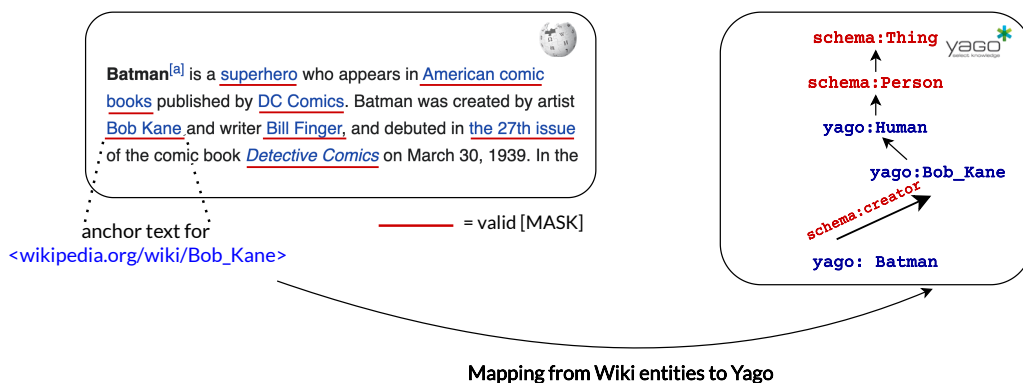 Batman[a] is a superhero who appears in American comic
books published by DC Comics. Batman was created by artist
Bob Kane and writer Bill Finger, and debuted in the 27th issue
of the comic book Detective Comics on March 30, 1939. In the
anchor text for
<wikipedia.org/wiki/Bob_Kane>
= valid [MASK]
schema:Thing
yago
select knowledge
schema:Person
yago:Human
yago:Bob_Kane
schema:creator
yago: Batman
Mapping from Wiki entities to Yago